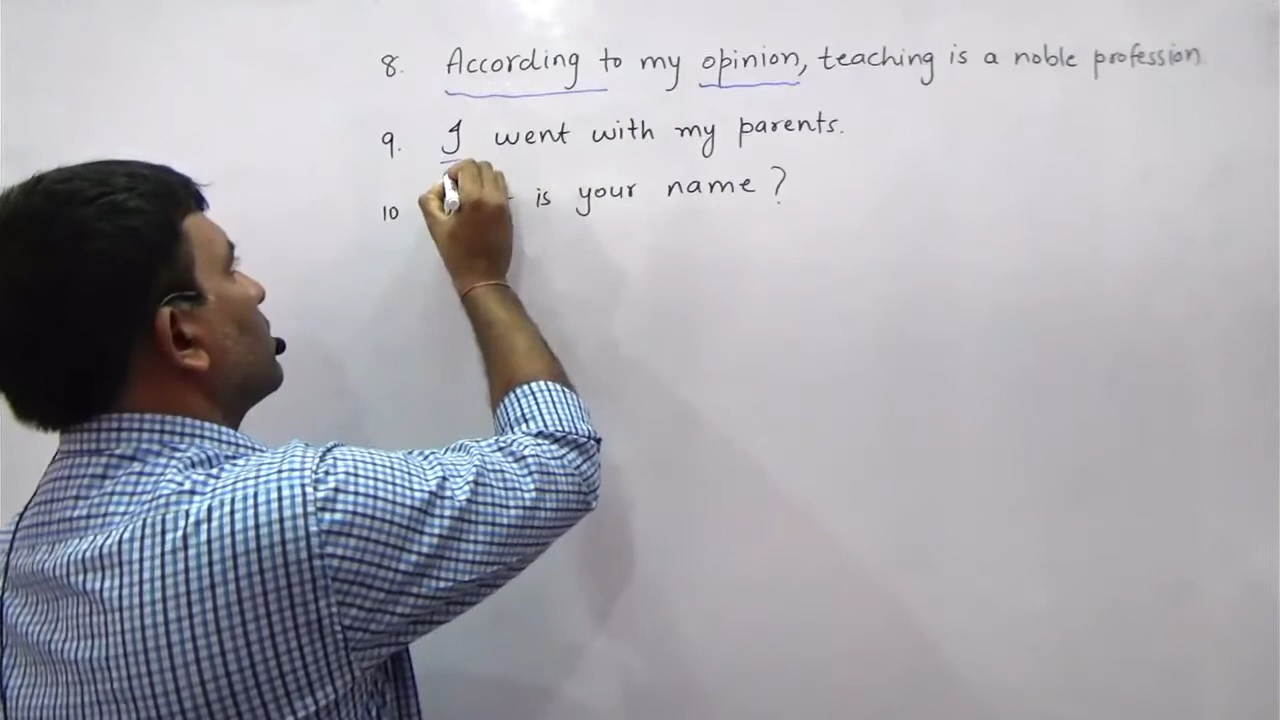 8. According to my opinion, teaching is a noble profession.
9. I went with my parents.
10 is your name?